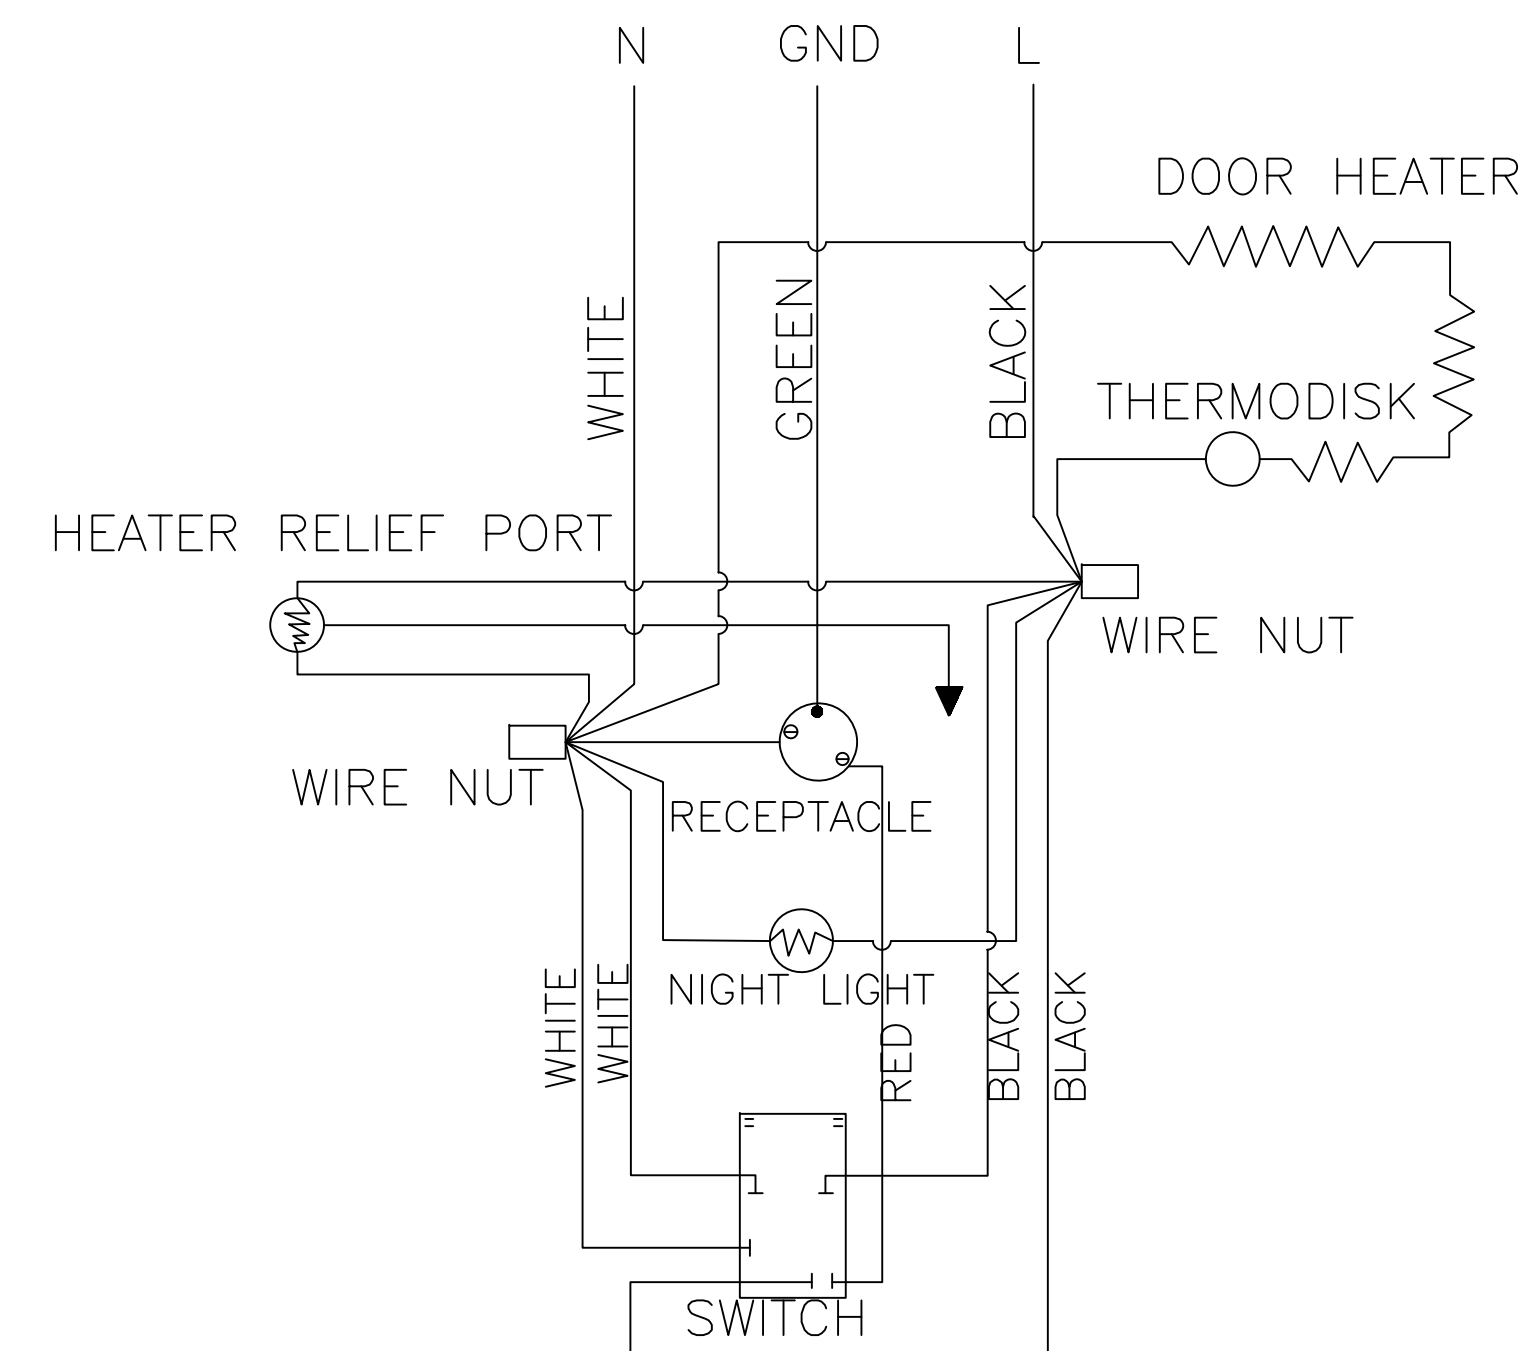 N GND L
DOOR HEATER
WHITE
GREEN
BLACK
THERMODISK
HEATER RELIEF PORT
WIRE NUT
WIRE NUT
RECEPTACLE
NIGHT LIGHT
WHITE
WHITE
RED
BLACK
BLACK
SWITCH